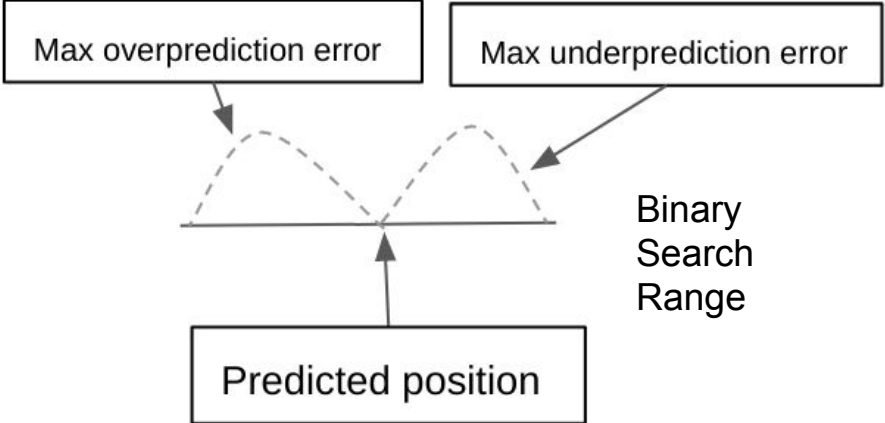 Max overprediction error
Max underprediction error
Binary
Search
Range
Predicted position